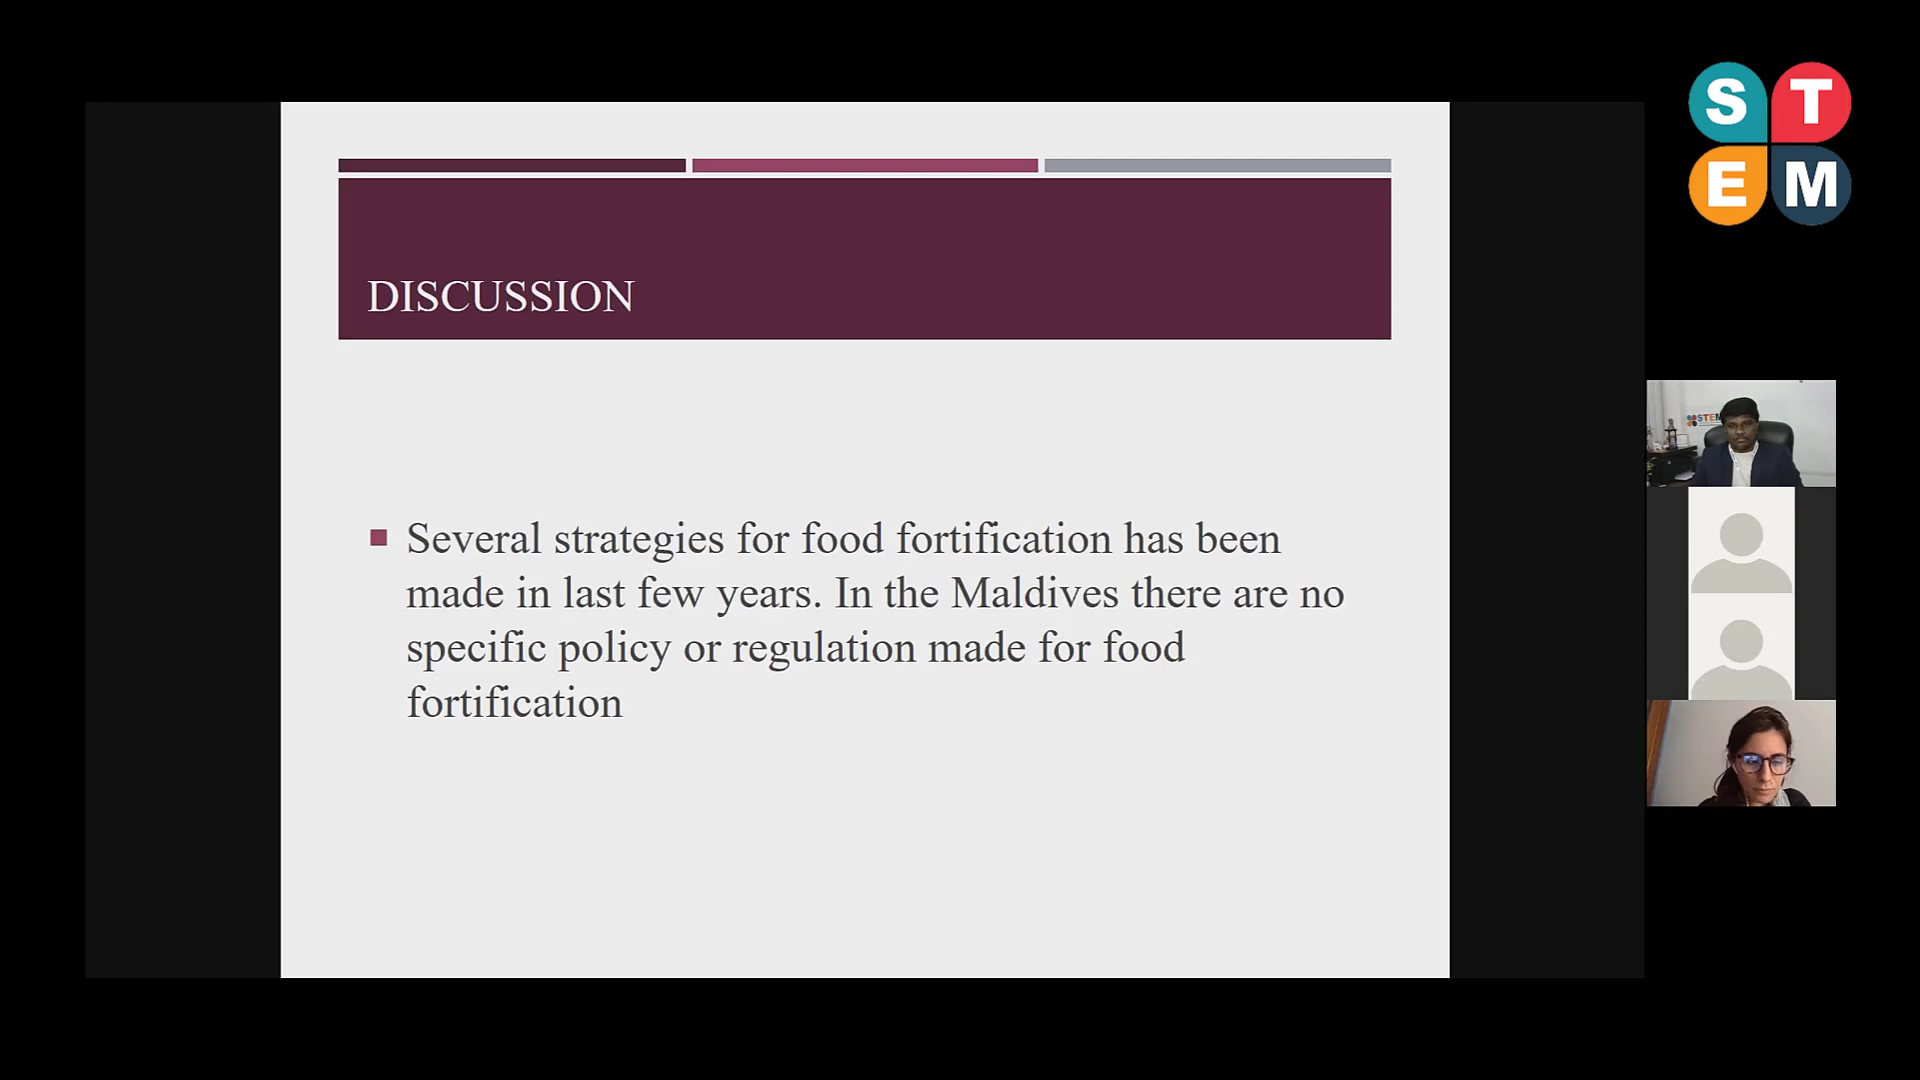 S T
E M
DISCUSSION
Several strategies for food fortification has been
made in last few years. In the Maldives there are no
specific policy or regulation made for food
fortification
STEM